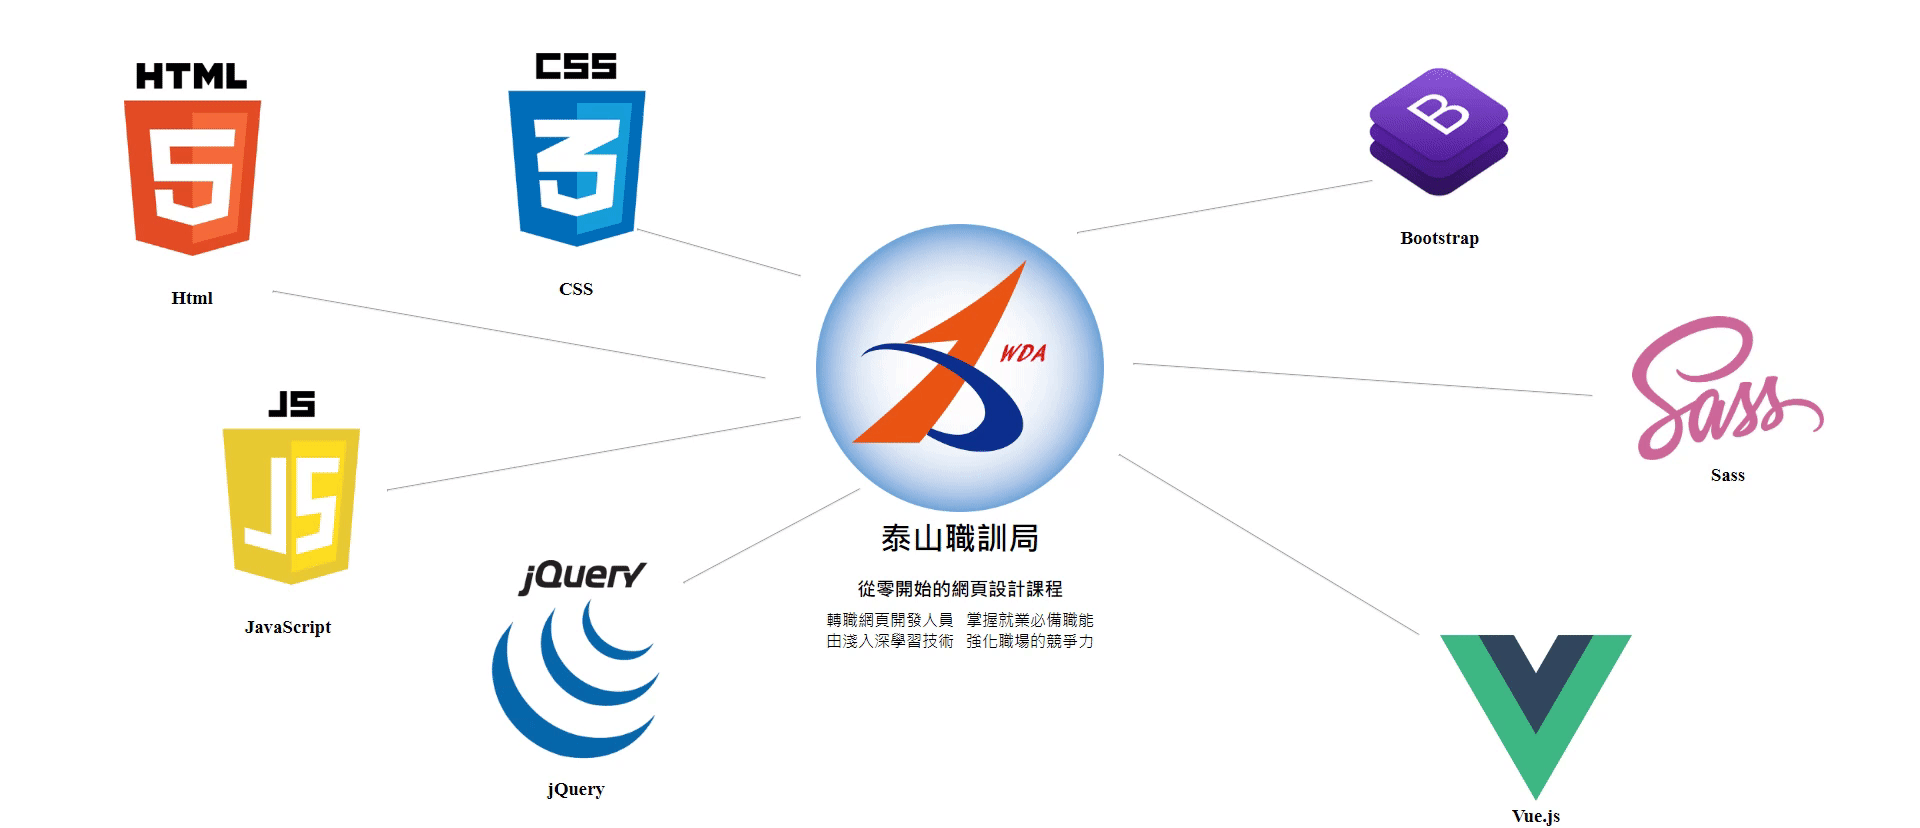 HTML
5
Html
CSS
3
CSS
JS
JS
JavaScript
jQuery
jQuery
WDA
泰山職訓局
從零開始的網頁設計課程
轉職網頁開發人員 掌握就業必備職能
由淺入深學習技術 強化職場的競爭力
B
Bootstrap
Sass
Sass
Vue.js